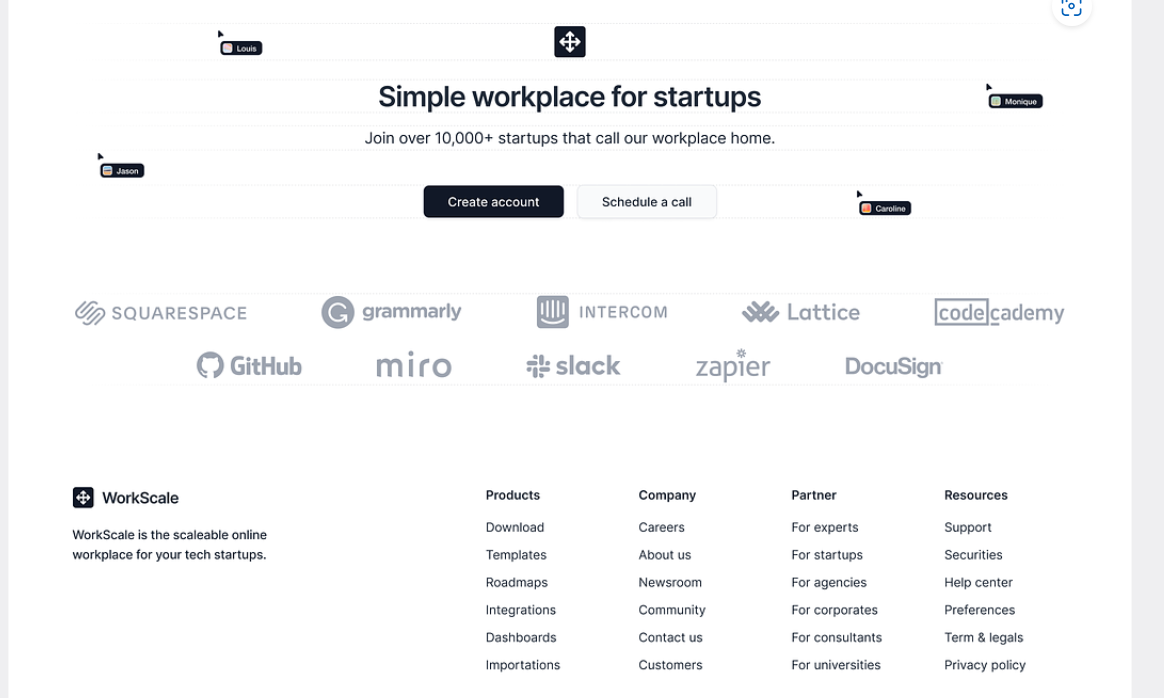 Louis
Simple workplace for startups
Monique
Join over 10,000+ startups that call our workplace home.
Jason
Create account
Schedule a call
Caroline
SQUARESPACE
grammarly
INTERCOM
Lattice
codecademy
GitHub
miro
slack
zapier
DocuSign
WorkScale
WorkScale is the scaleable online
workplace for your tech startups.
Products
Download
Templates
Roadmaps
Integrations
Dashboards
Importations
Company
Careers
About us
Newsroom
Community
Contact us
Customers
Partner
For experts
For startups
For agencies
For corporates
For consultants
For universities
Resources
Support
Securities
Help center
Preferences
Term & legals
Privacy policy